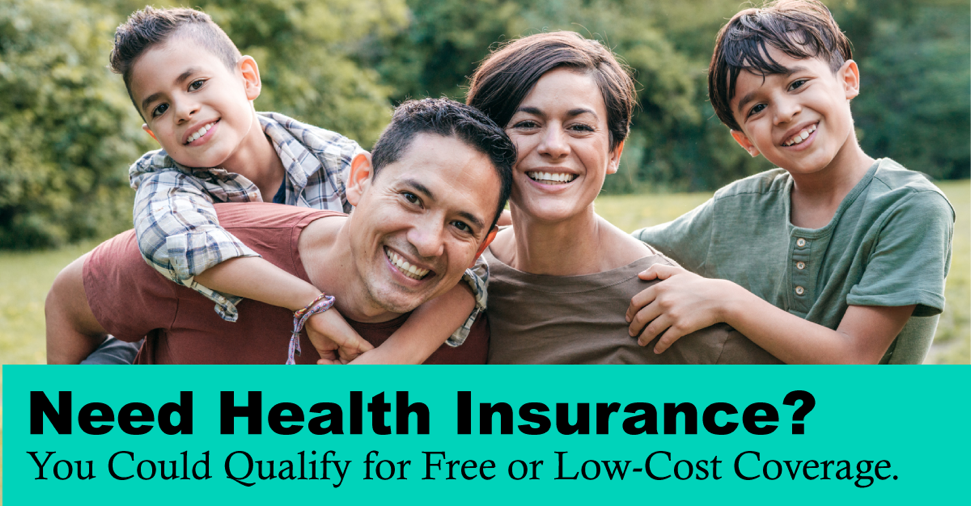 Need Health Insurance?
You Could Qualify for Free or Low-Cost Coverage.